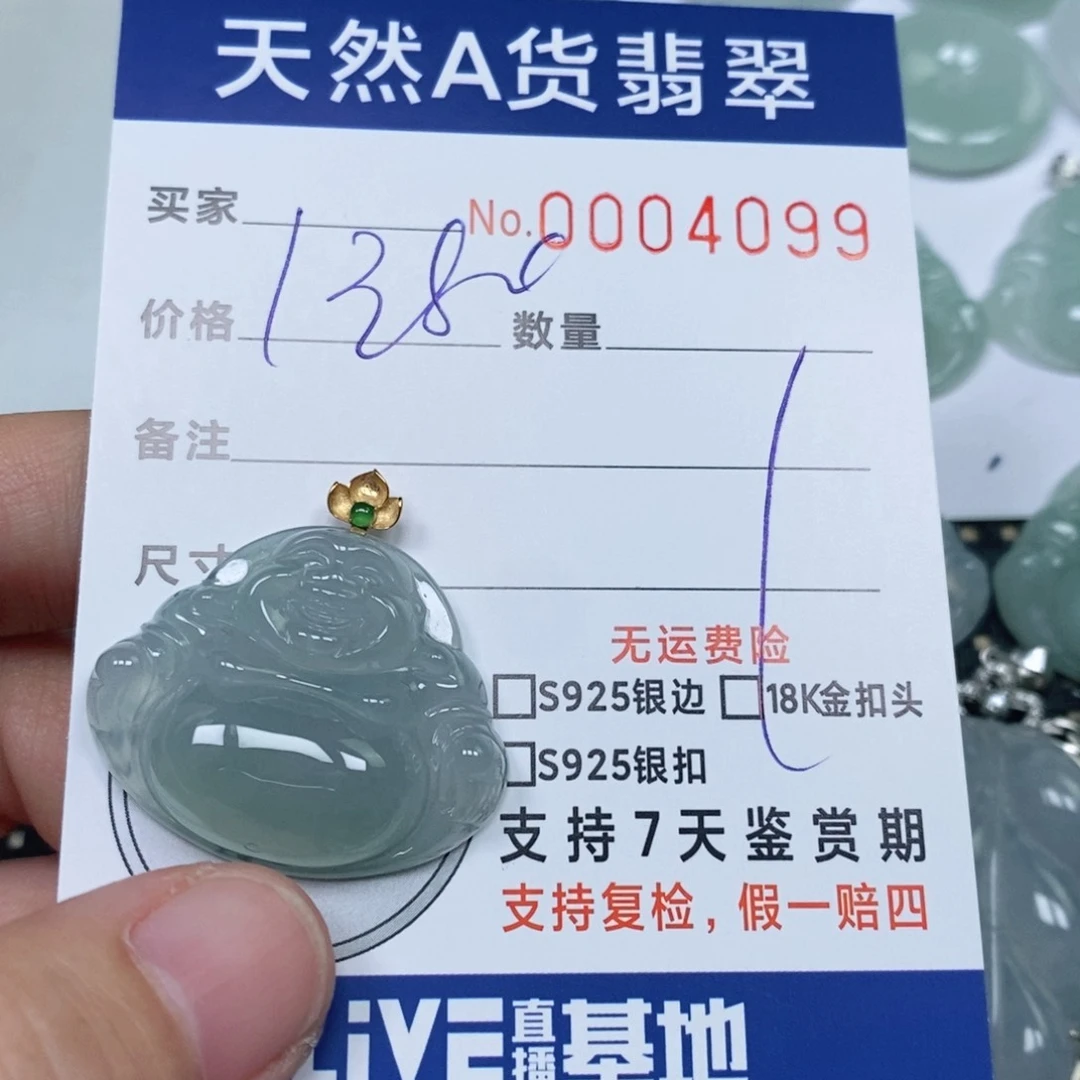 天然A货翡翠
买家 No.0004099
价格 1380 数量
备注
尺寸
无运费险
□S925银边 □18K金扣头
□S925银扣
支持7天鉴赏期
支持复检，假一赔四
LiVE直播基地